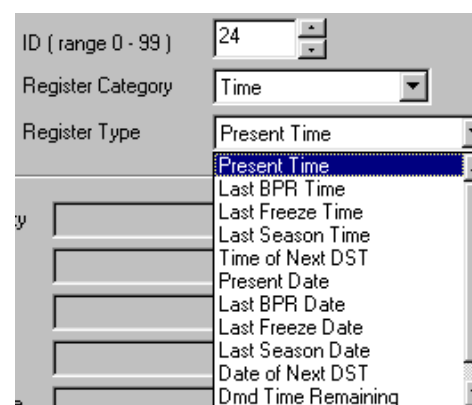 ID ( range 0 - 99 ) 24
Register Category Time
Register Type Present Time
Present Time
Last BPR Time
Last Freeze Time
Last Season Time
Time of Next DST
Present Date
Last BPR Date
Last Freeze Date
Last Season Date
Date of Next DST
Dmd Time Remaining